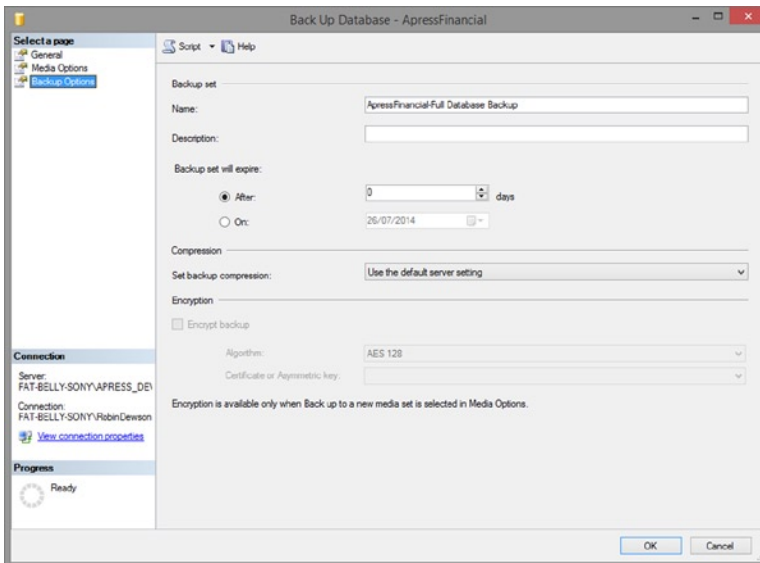 Back Up Database - ApressFinancial
Select a page
General
Media Options
Backup Options
Script
Help
Backup set
Name:
ApressFinancial-Full Database Backup
Description:
Backup set will expire:
After:
0
days
On:
26/07/2014
Compression
Set backup compression:
Use the default server setting
Encryption
Encrypt backup
Algorithm:
AES 128
Certificate or Asymmetric key:
Encryption is available only when Back up to a new media set is selected in Media Options.
Connection
Server:
FAT-BELLY-SONY\APRESS_DEV
Connection:
FAT-BELLY-SONY\RobinDewson
View connection properties
Progress
Ready
OK
Cancel